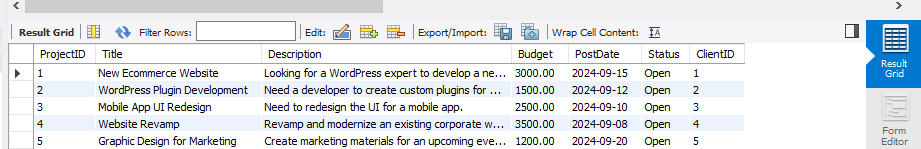 Result Grid Filter Rows: Edit: Export/Import: Wrap Cell Content:
ProjectID Title Description Budget PostDate Status ClientID
1 New Ecommerce Website Looking for a WordPress expert to develop a ne... 3000.00 2024-09-15 Open 1
2 WordPress Plugin Development Need a developer to create custom plugins for ... 1500.00 2024-09-12 Open 2
3 Mobile App UI Redesign Need to redesign the UI for a mobile app. 2500.00 2024-09-10 Open 3
4 Website Revamp Revamp and modernize an existing corporate w... 3500.00 2024-09-08 Open 4
5 Graphic Design for Marketing Create marketing materials for an upcoming eve... 1200.00 2024-09-20 Open 5
Result
Grid
Form
Editor